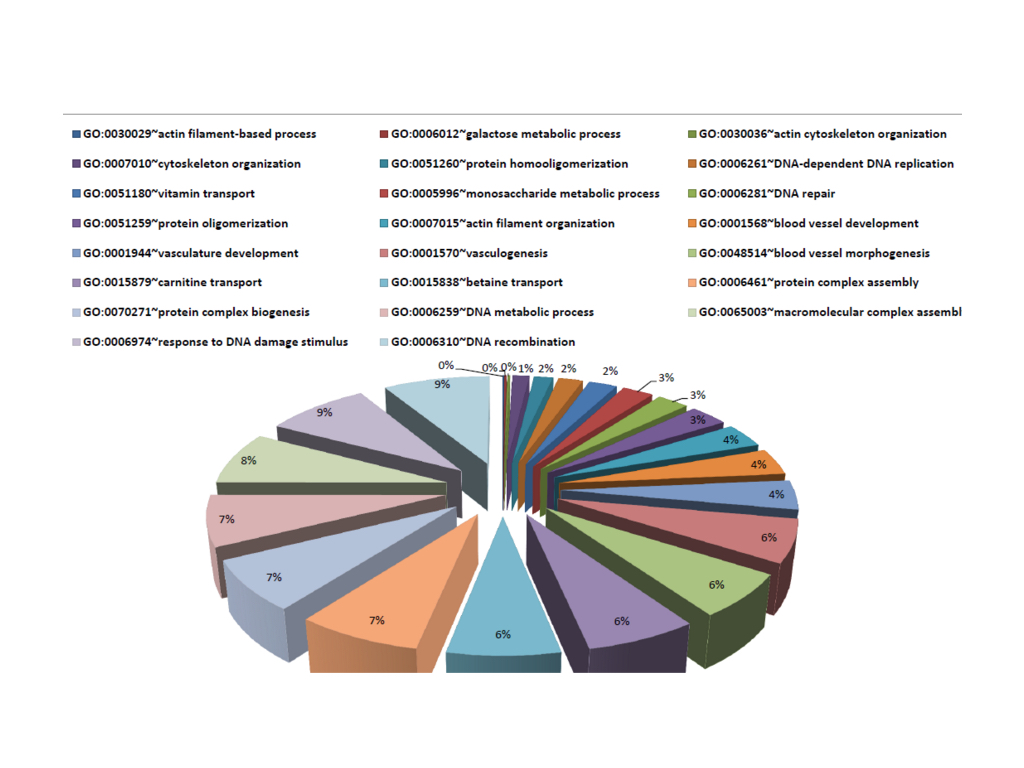 GO:0030029~actin filament-based process GO:0006012~galactose metabolic process GO:0030036~actin cytoskeleton organization
GO:0007010~cytoskeleton organization GO:0051260~protein homooligomerization GO:0006261~DNA-dependent DNA replication
GO:0051180~vitamin transport GO:0005996~monosaccharide metabolic process GO:0006281~DNA repair
GO:0051259~protein oligomerization GO:0007015~actin filament organization GO:0001568~blood vessel development
GO:0001944~vasculature development GO:0001570~vasculogenesis GO:0048514~blood vessel morphogenesis
GO:0015879~carnitine transport GO:0015838~betaine transport GO:0006461~protein complex assembly
GO:0070271~protein complex biogenesis GO:0006259~DNA metabolic process GO:0065003~macromolecular complex assembl
GO:0006974~response to DNA damage stimulus GO:0006310~DNA recombination
0% 0% 0% 1% 2% 2% 2%
3%
9%
3%
9% 3%
4%
8% 4%
4%
7% 6%
7% 6%
7% 6% 6%